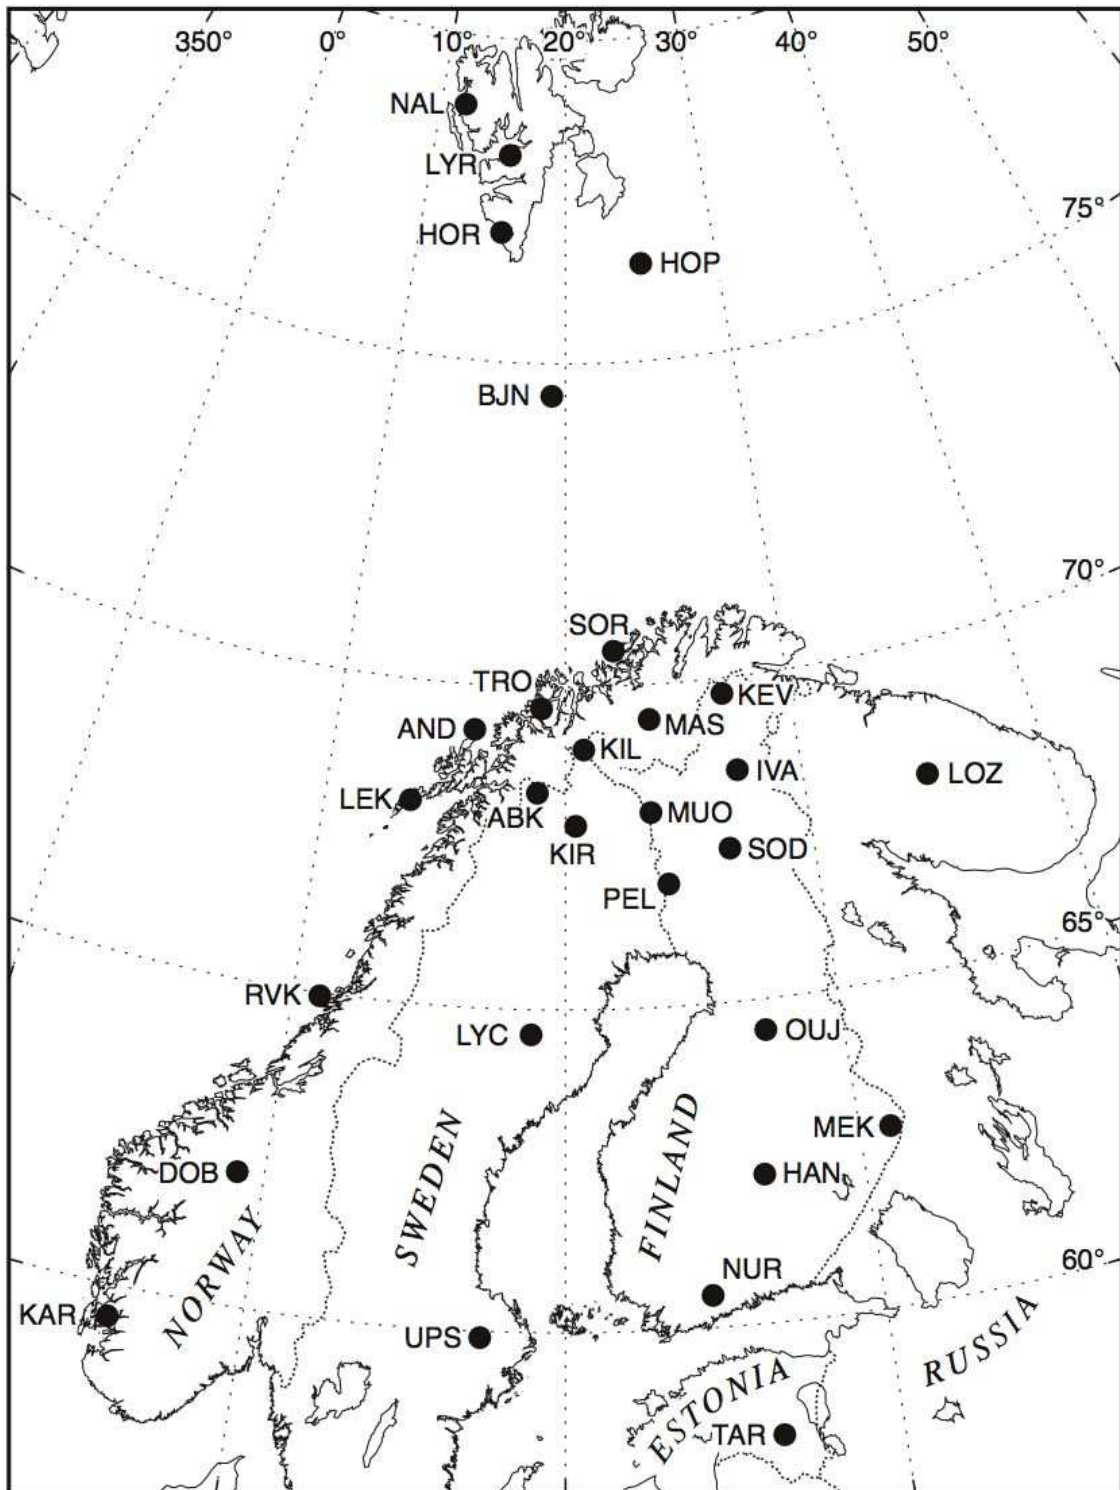 350° 0° 10° 20° 30° 40° 50°
NAL
LYR
75°
HOR
HOP
BJN
70°
SOR
TRO
KEV
AND
MAS
KIL
IVA
LOZ
LEK
ABK
MUO
KIR
SOD
PEL
65°
RVK
LYC
OUJ
MEK
SWEDEN
FINLAND
DOB
HAN
NORWAY
60°
NUR
KAR
UPS
RUSSIA
ESTONIA
TAR